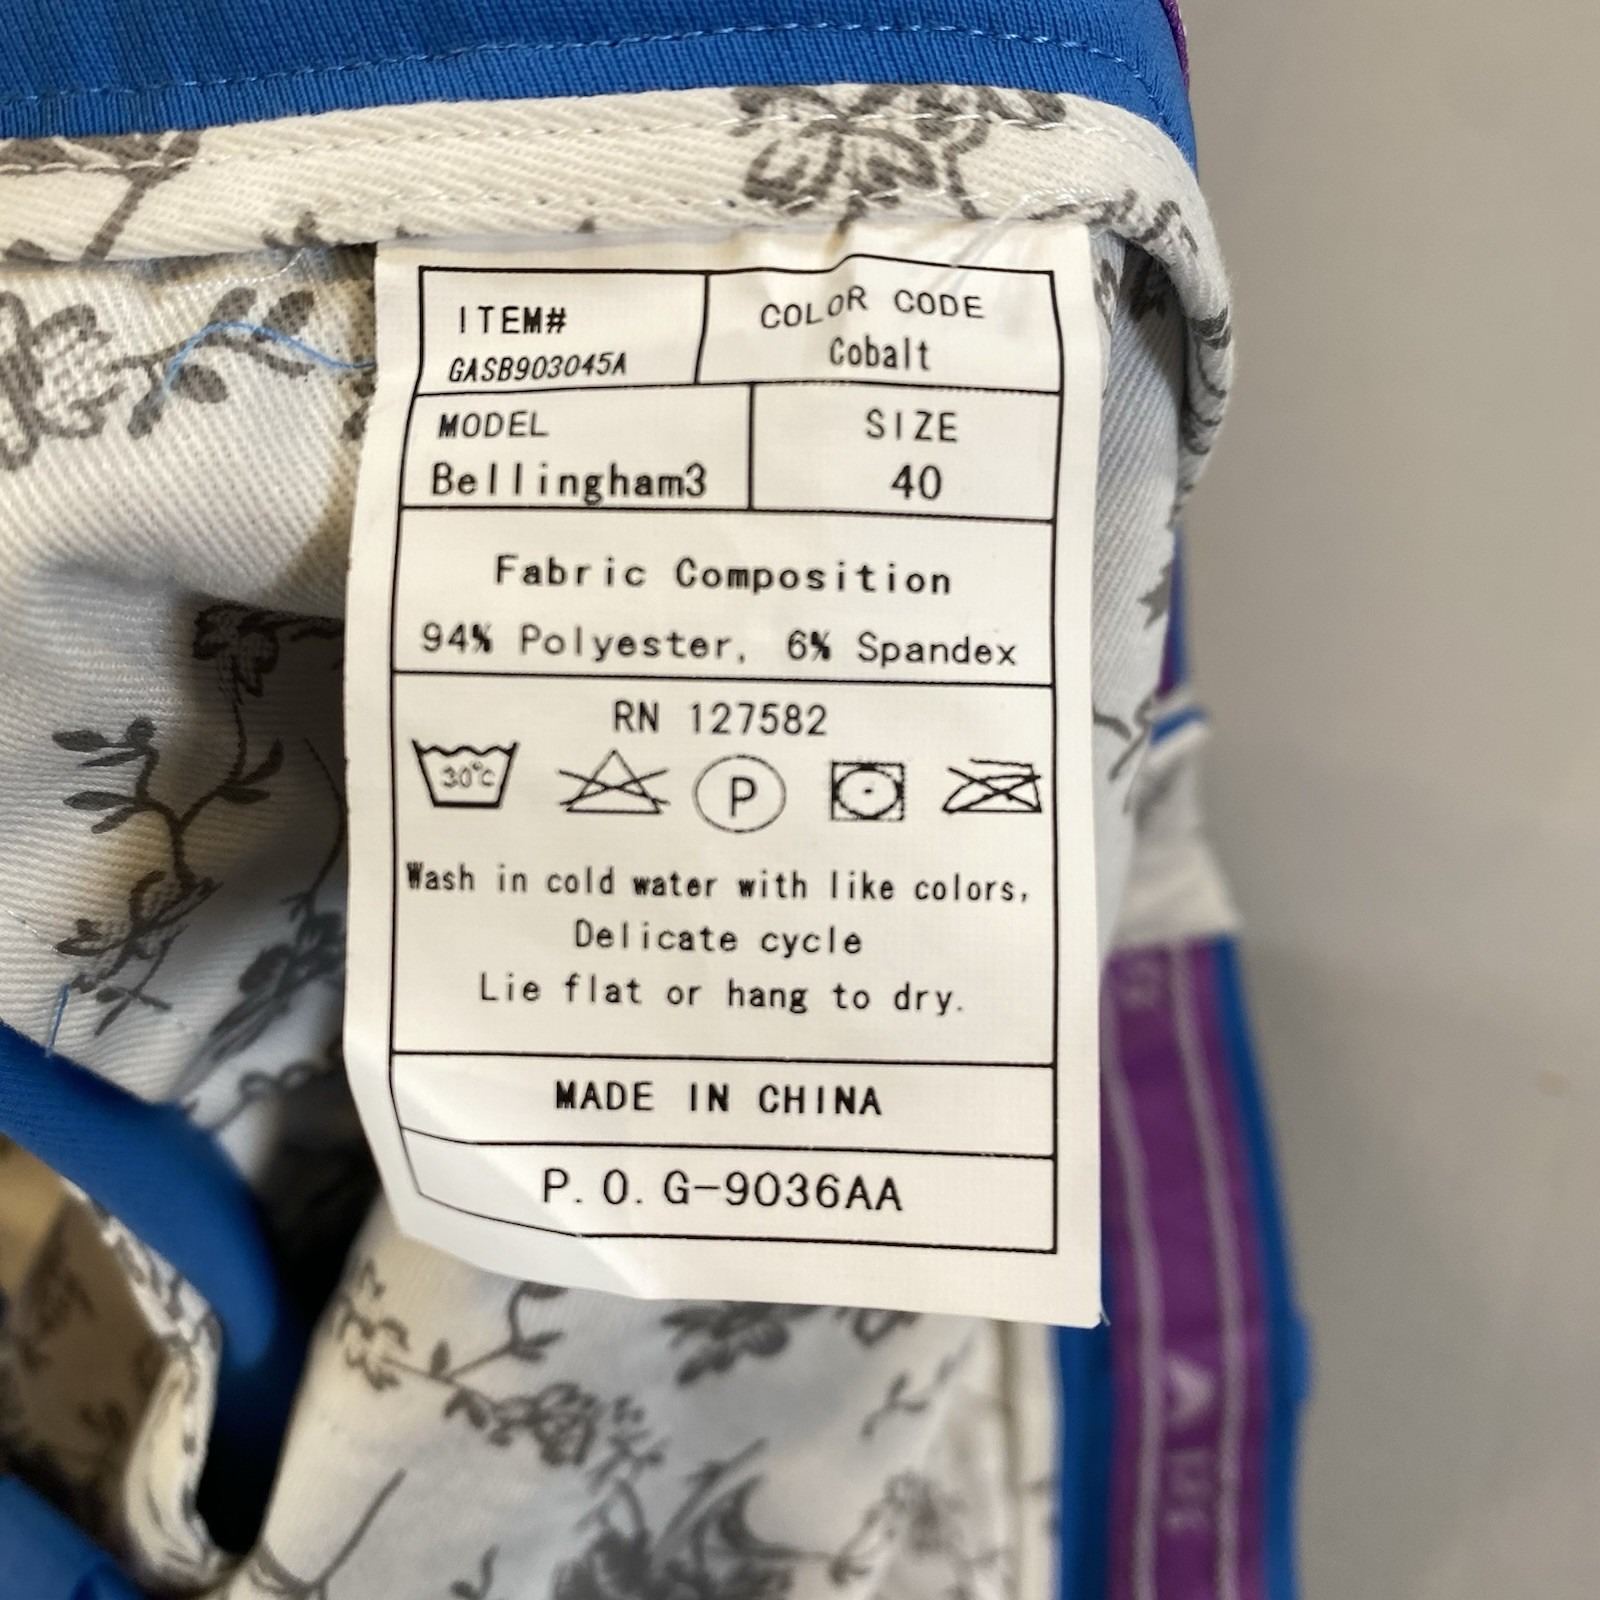 ITEM#
GASB903045A
COLOR CODE
Cobalt
MODEL
Bellingham3
SIZE
40
Fabric Composition
94% Polyester, 6% Spandex
RN 127582
30°C
P
Wash in cold water with like colors,
Delicate cycle
Lie flat or hang to dry.
MADE IN CHINA
P.O.G-9036AA